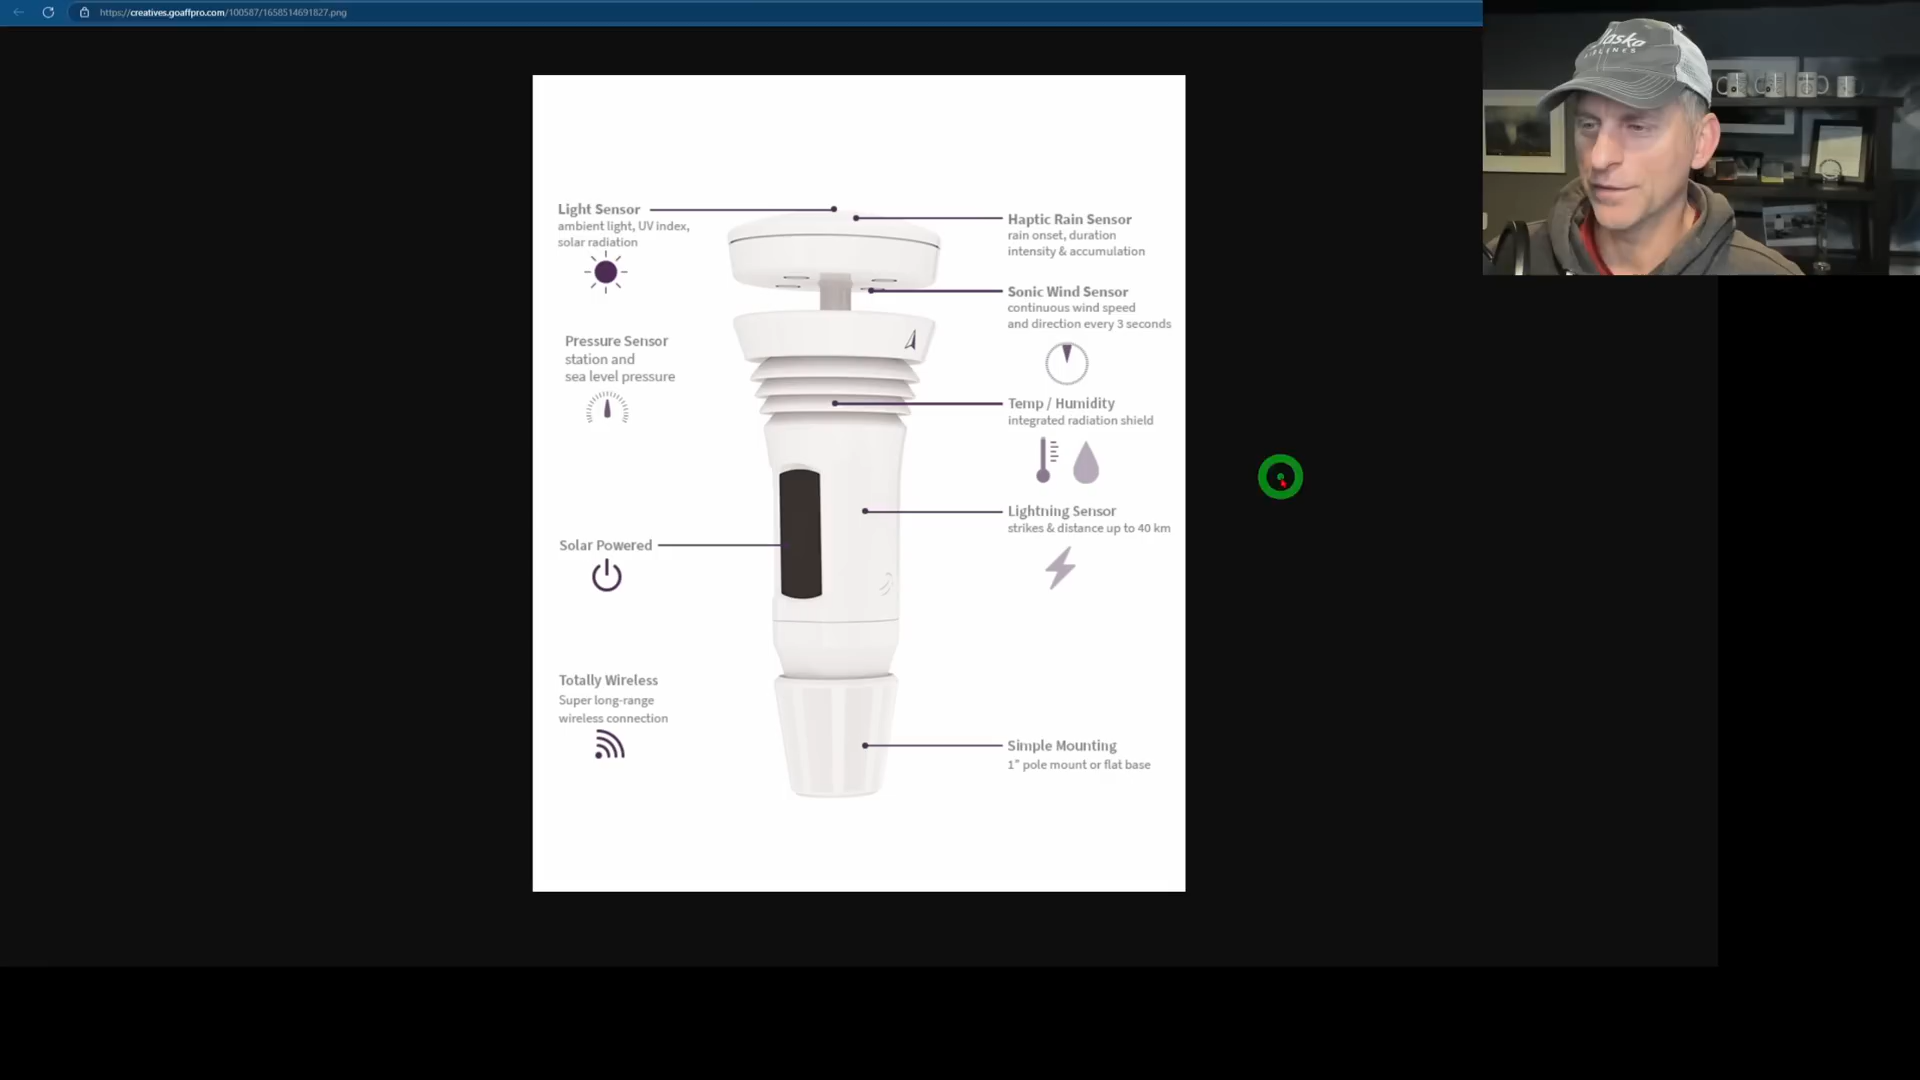 https://creatives.goaffpro.com/100587/1658514691827.png
Light Sensor
ambient light, UV index,
solar radiation
Pressure Sensor
station and
sea level pressure
Solar Powered
Totally Wireless
Super long-range
wireless connection
Haptic Rain Sensor
rain onset, duration
intensity & accumulation
Sonic Wind Sensor
continuous wind speed
and direction every 3 seconds
Temp / Humidity
integrated radiation shield
Lightning Sensor
strikes & distance up to 40 km
Simple Mounting
1" pole mount or flat base
AIRLINES